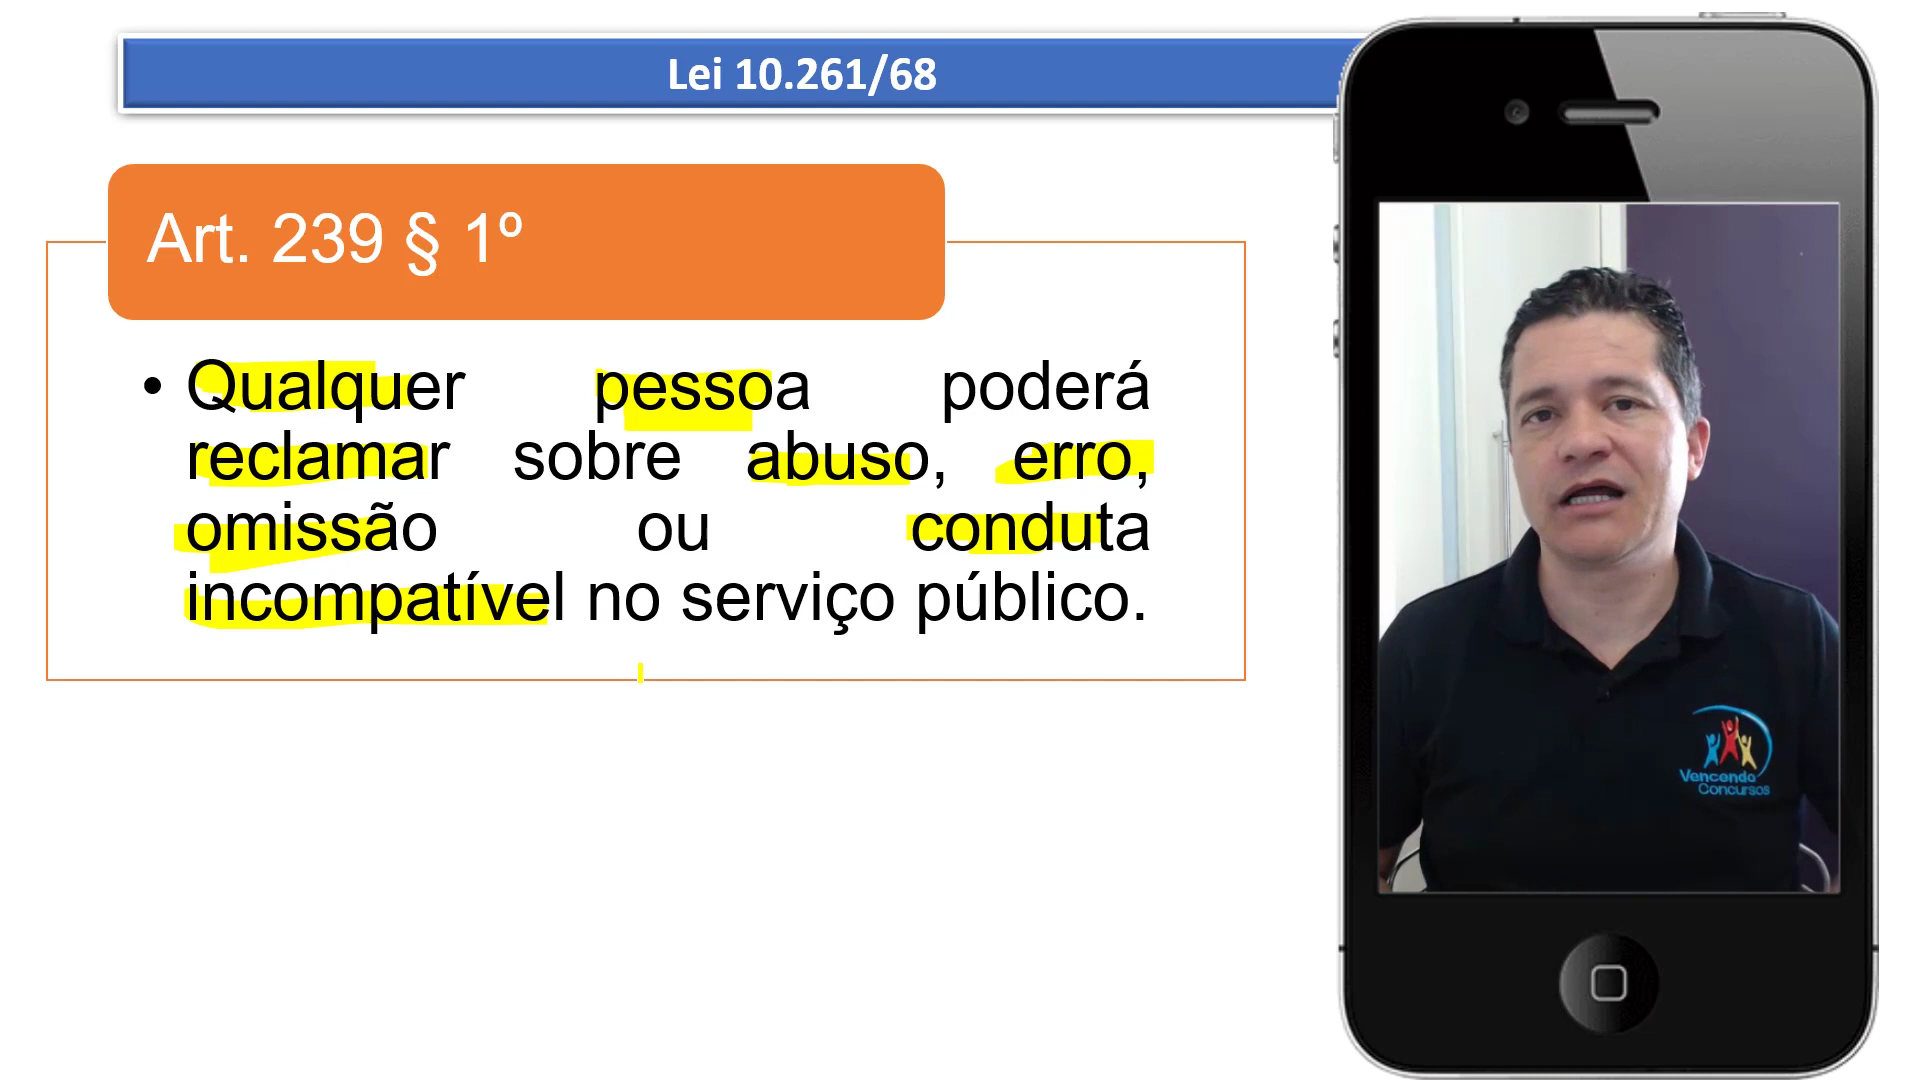 Lei 10.261/68
Art. 239 § 1º
• Qualquer pessoa poderá
reclamar sobre abuso, erro,
omissão ou conduta
incompatível no serviço público.
Vencendo
Concursos